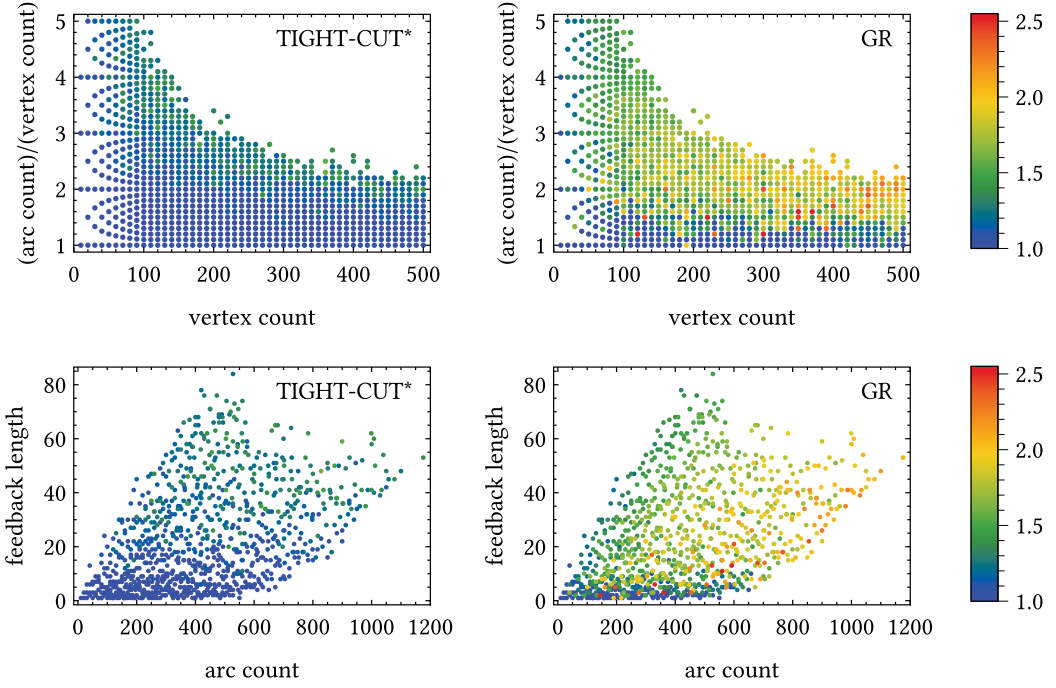 TIGHT-CUT*
(arc count)/(vertex count)
5
4
3
2
1
0 100 200 300 400 500
vertex count
GR
(arc count)/(vertex count)
5
4
3
2
1
0 100 200 300 400 500
vertex count
2.5
2.0
1.5
1.0
TIGHT-CUT*
feedback length
80
60
40
20
0
0 200 400 600 800 1000 1200
arc count
GR
feedback length
80
60
40
20
0
0 200 400 600 800 1000 1200
arc count
2.5
2.0
1.5
1.0